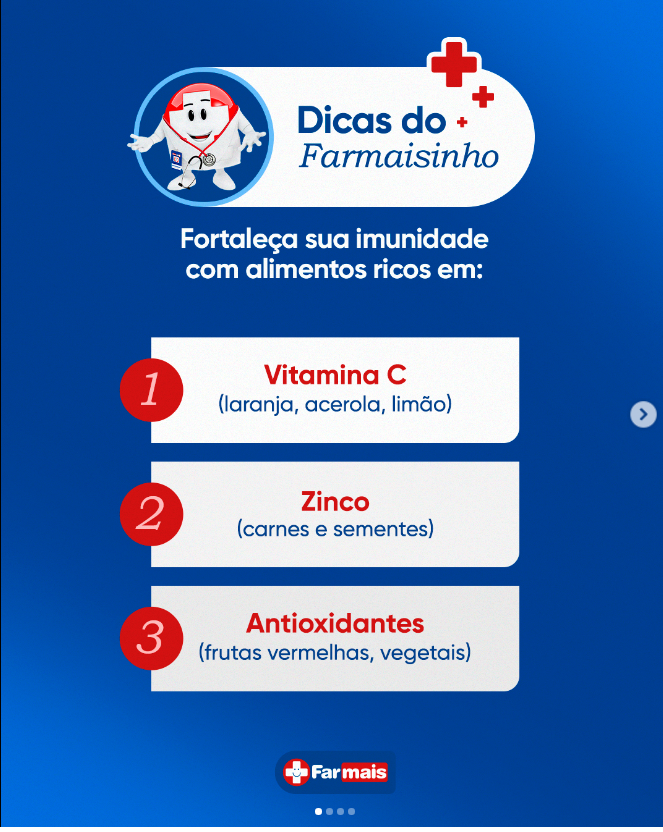 Dicas do
Farmaisinho
Fortaleça sua imunidade
com alimentos ricos em:
1
Vitamina C
(laranja, acerola, limão)
2
Zinco
(carnes e sementes)
3
Antioxidantes
(frutas vermelhas, vegetais)
Farmais